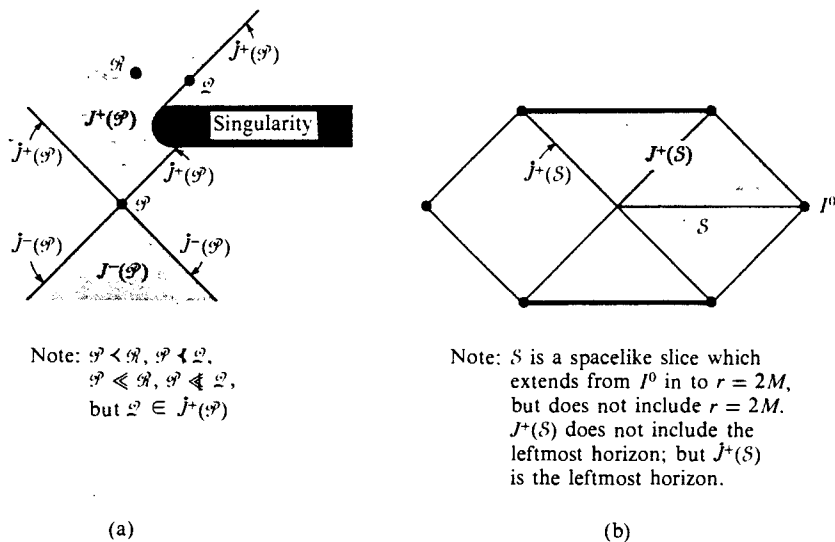 j̇⁺(𝒫)
ℛ
𝒬
J⁺(𝒫)
Singularity
j̇⁺(𝒫)
j̇⁺(𝒫)
𝒫
j̇⁻(𝒫)
j̇⁻(𝒫)
J⁻(𝒫)
Note: 𝒫 < ℛ, 𝒫 ≮ 𝒬,
𝒫 ≪ ℛ, 𝒫 ≪̸ 𝒬,
but 𝒬 ∈ j̇⁺(𝒫)
(a)
j̇⁺(S)
J⁺(S)
I⁰
S
Note: S is a spacelike slice which
extends from I⁰ in to r = 2M,
but does not include r = 2M.
J⁺(S) does not include the
leftmost horizon; but j̇⁺(S)
is the leftmost horizon.
(b)